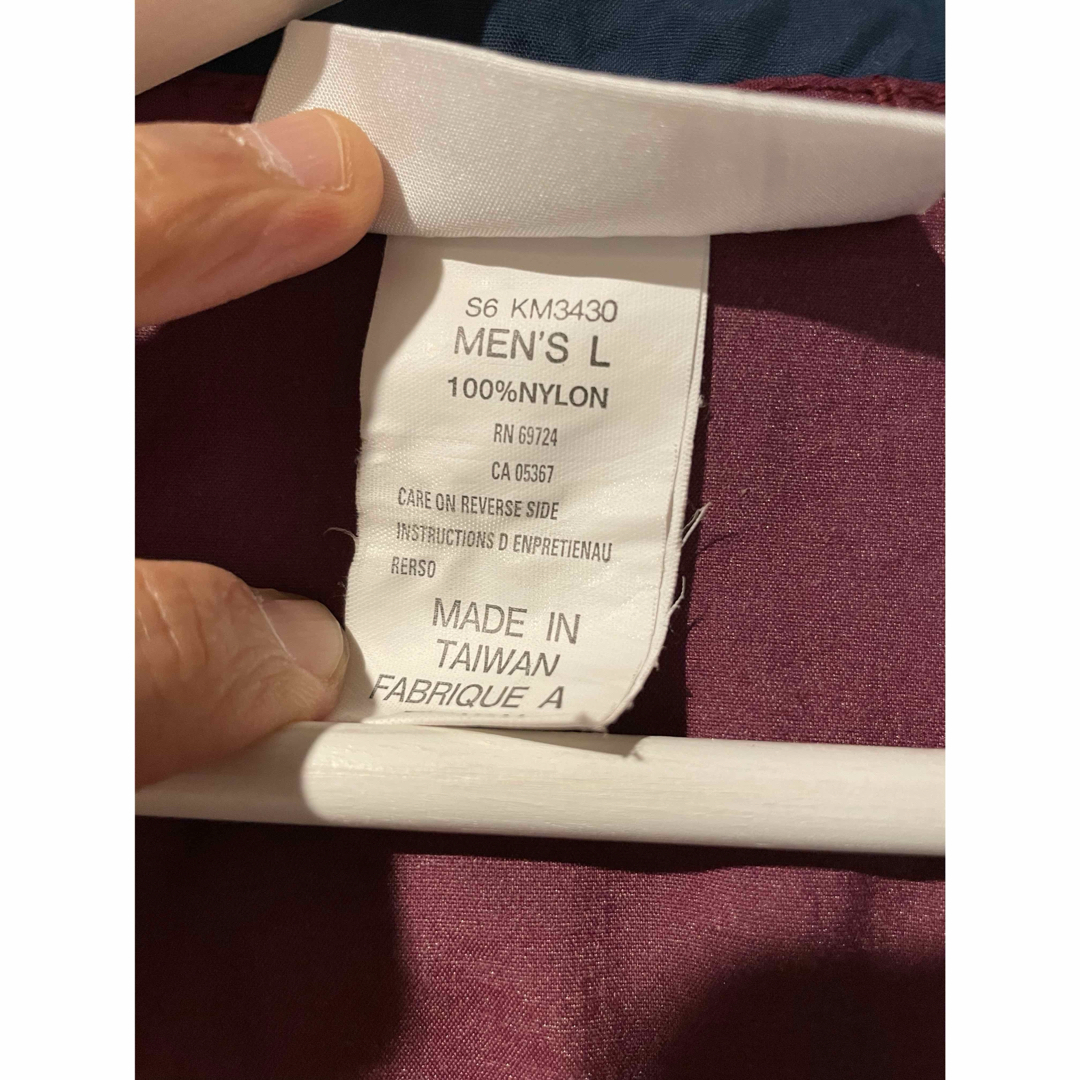 S6 KM3430
MEN'S L
100%NYLON
RN 69724
CA 05367
CARE ON REVERSE SIDE
INSTRUCTIONS D ENPRETIENAU
RERSO
MADE IN
TAIWAN
FABRIQUE A